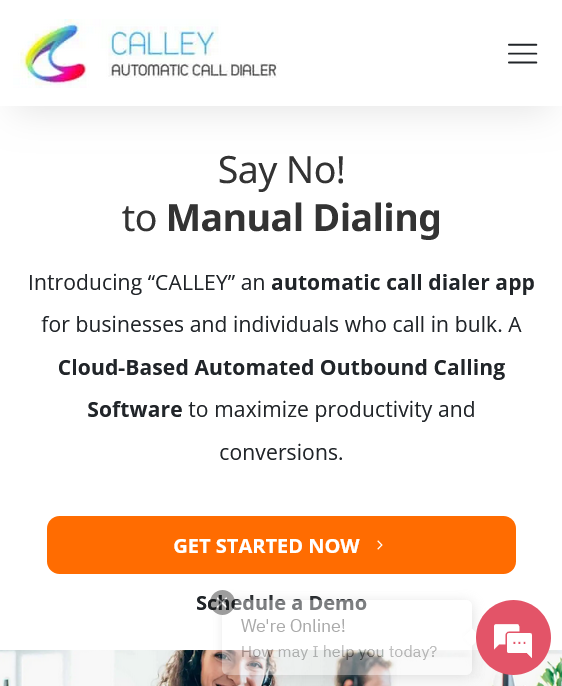 CALLEY
AUTOMATIC CALL DIALER
Say No!
to Manual Dialing
Introducing “CALLEY” an automatic call dialer app
for businesses and individuals who call in bulk. A
Cloud-Based Automated Outbound Calling
Software to maximize productivity and
conversions.
GET STARTED NOW
Schedule a Demo
We're Online!
How may I help you today?